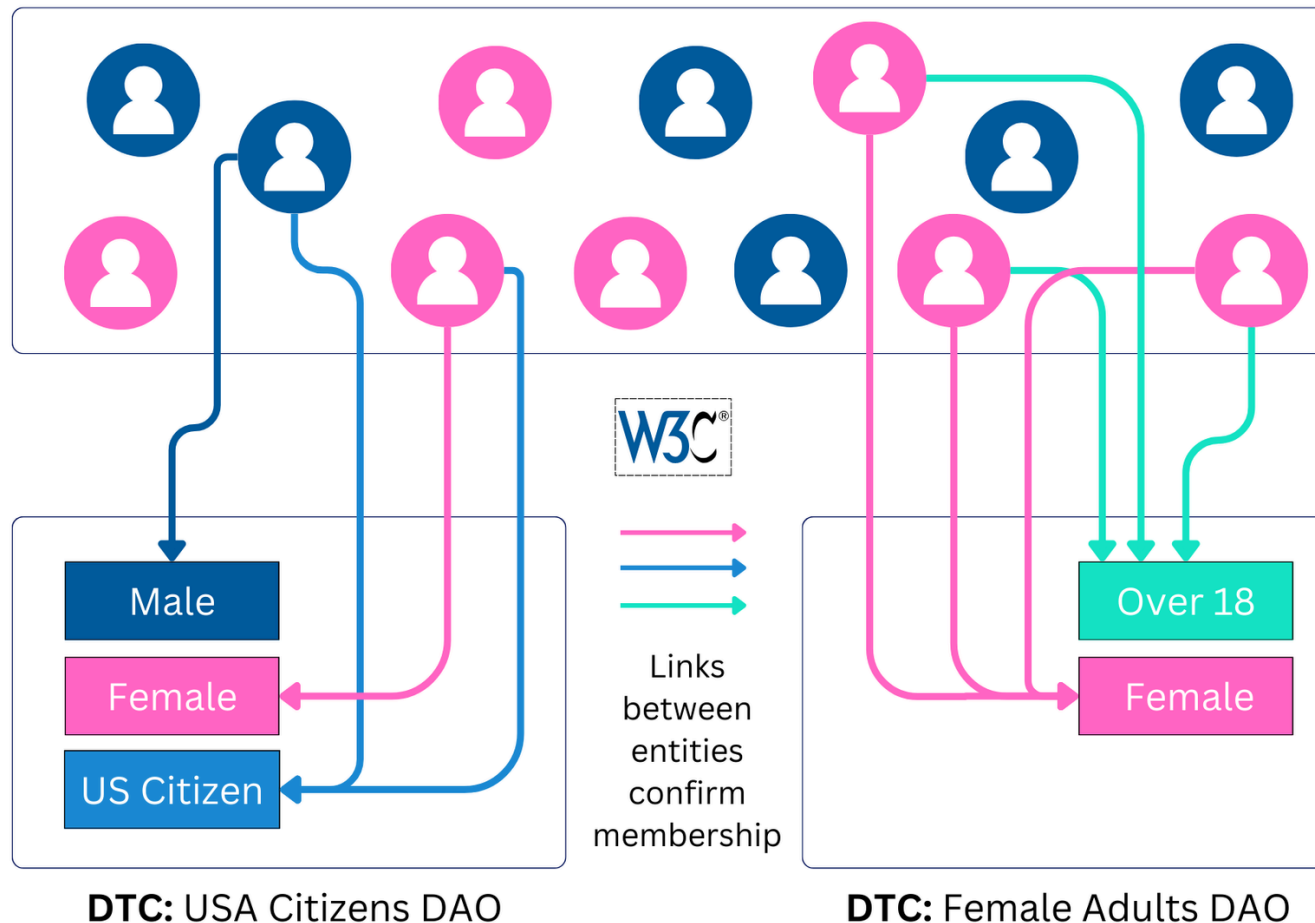 W3C®
Male
Female
US Citizen
Links
between
entities
confirm
membership
Over 18
Female
DTC: USA Citizens DAO
DTC: Female Adults DAO